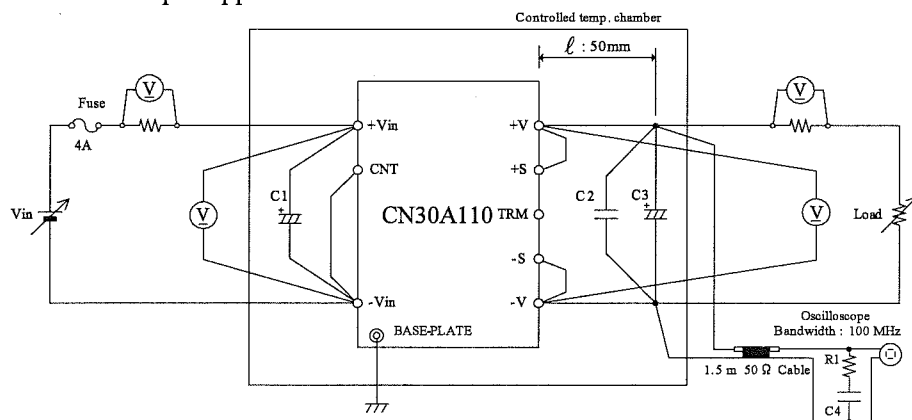 Controlled temp. chamber
ℓ : 50mm
V
V
Fuse
4A
+Vin
+V
CNT
+S
C1
+
C2
C3
+
Vin
V
CN30A110
TRM
V
Load
-S
-Vin
-V
BASE-PLATE
Oscilloscope
Bandwidth : 100 MHz
R1
1.5 m 50 Ω Cable
C4